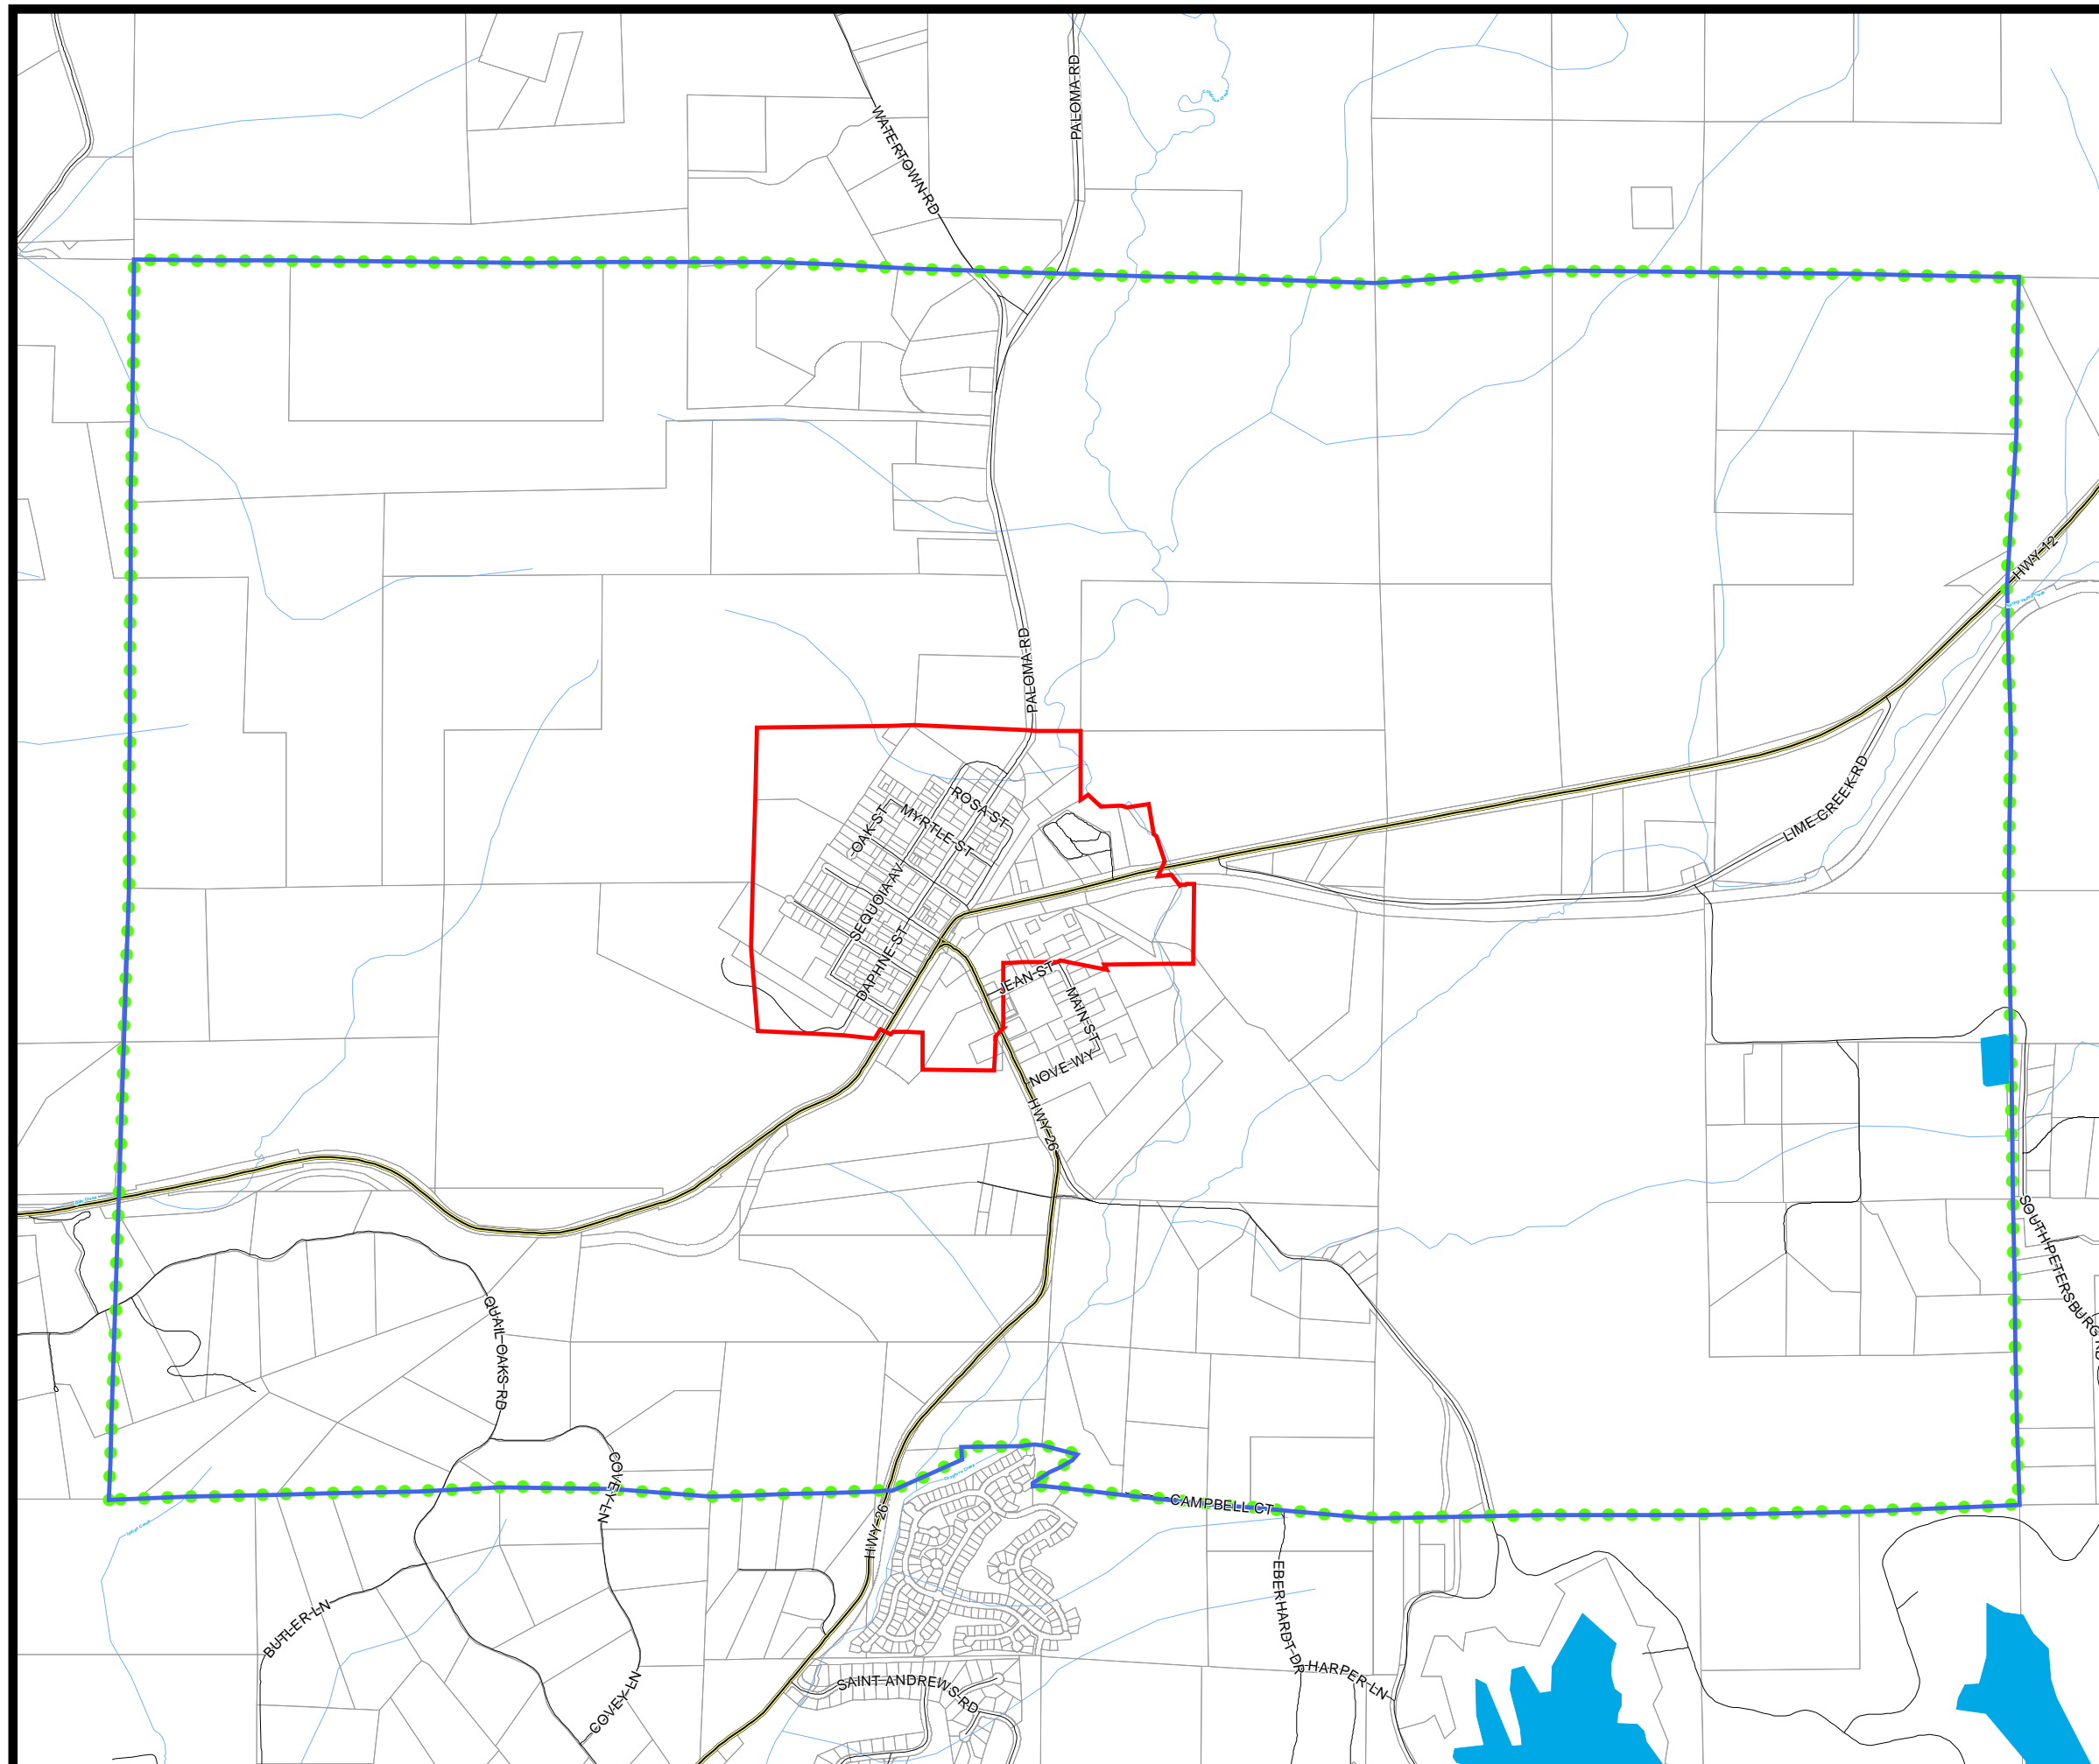 PALOMA RD
WATERTOWN RD
HWY 12
PALOMA RD
ROSA ST
MYRTLE ST
OAK ST
LIME CREEK RD
SEQUOIA AV
DAPHNE ST
JEAN ST
MAIN ST
NOVE WY
HWY 26
SOUTH PETERSBURG RD
QUAIL OAKS RD
COVEY LN
CAMPBELL CT
HWY 26
EBERHARDT DR
BUTLER LN
HARPER LN
SAINT ANDREWS RD
COVEY LN